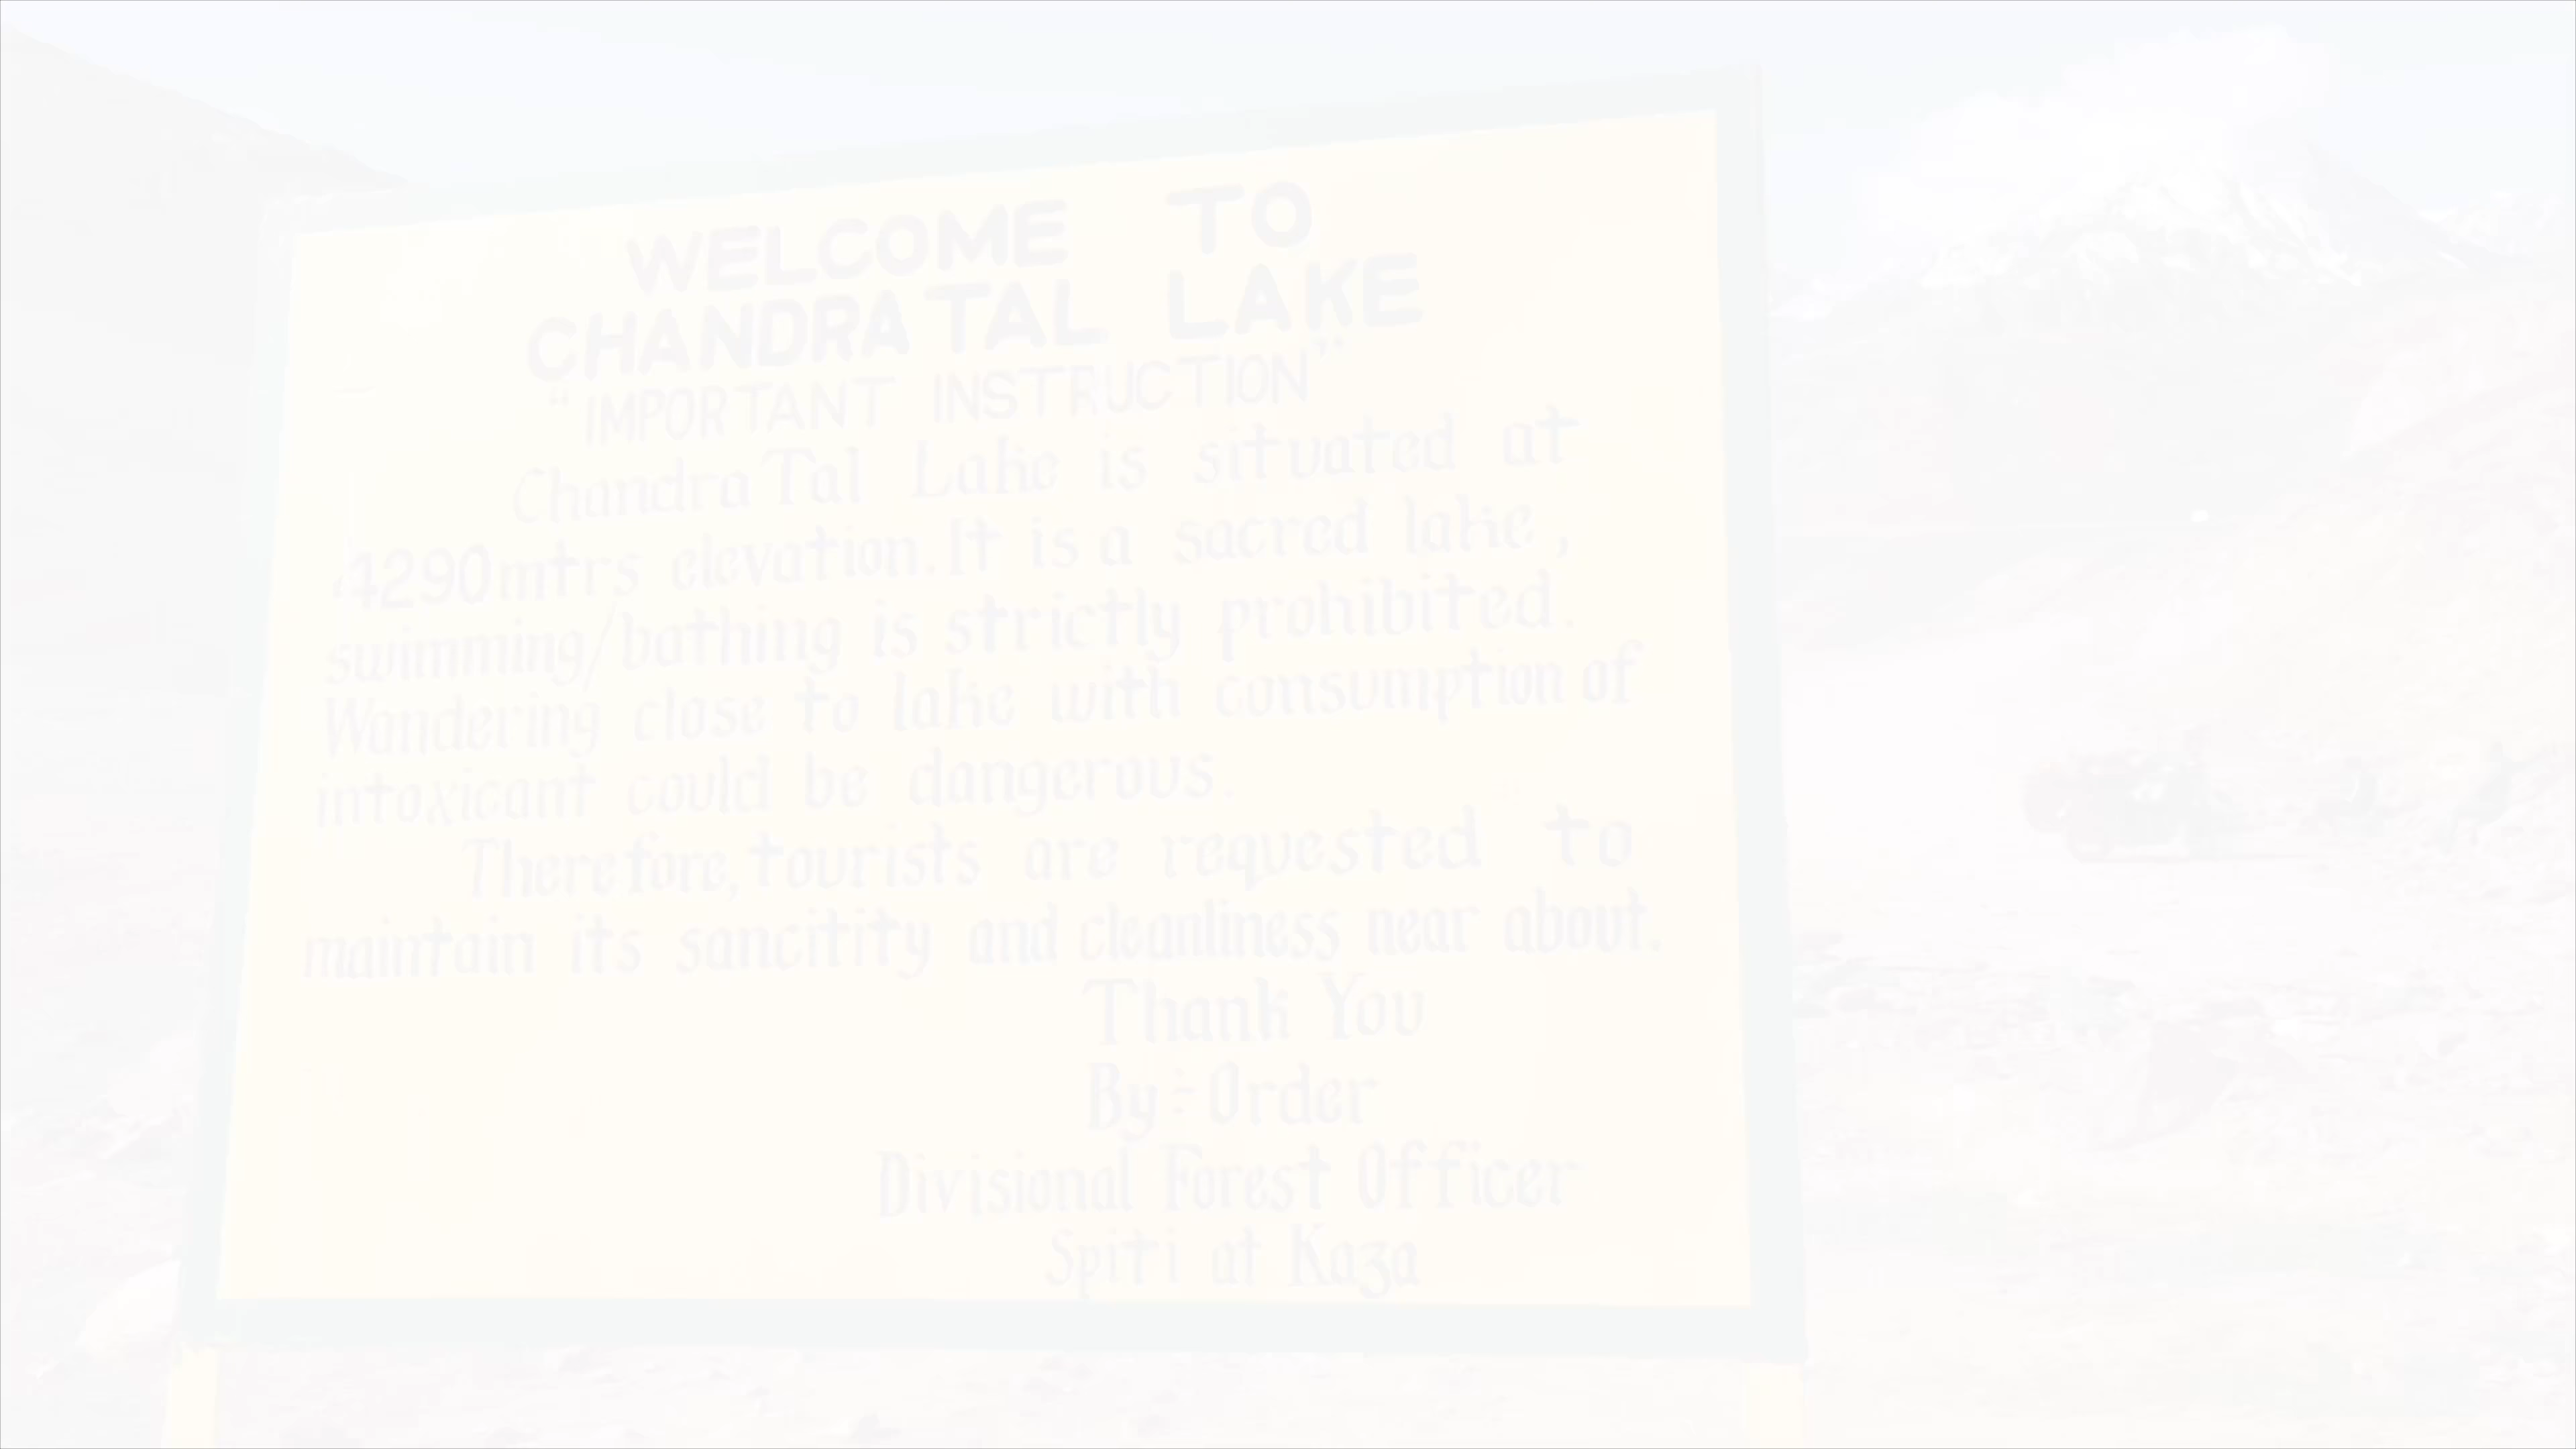 WELCOME TO
CHANDRA TAL LAKE
"IMPORTANT INSTRUCTION"
Chandra Tal Lake is situated at
4290mtrs elevation. It is a sacred lake,
swimming/bathing is strictly prohibited.
Wandering close to lake with consumption of
intoxicant could be dangerous.
Therefore, tourists are requested to
maintain its sancitity and cleanliness near about.
Thank You
By:-Order
Divisional Forest Officer
Spiti at Kaza